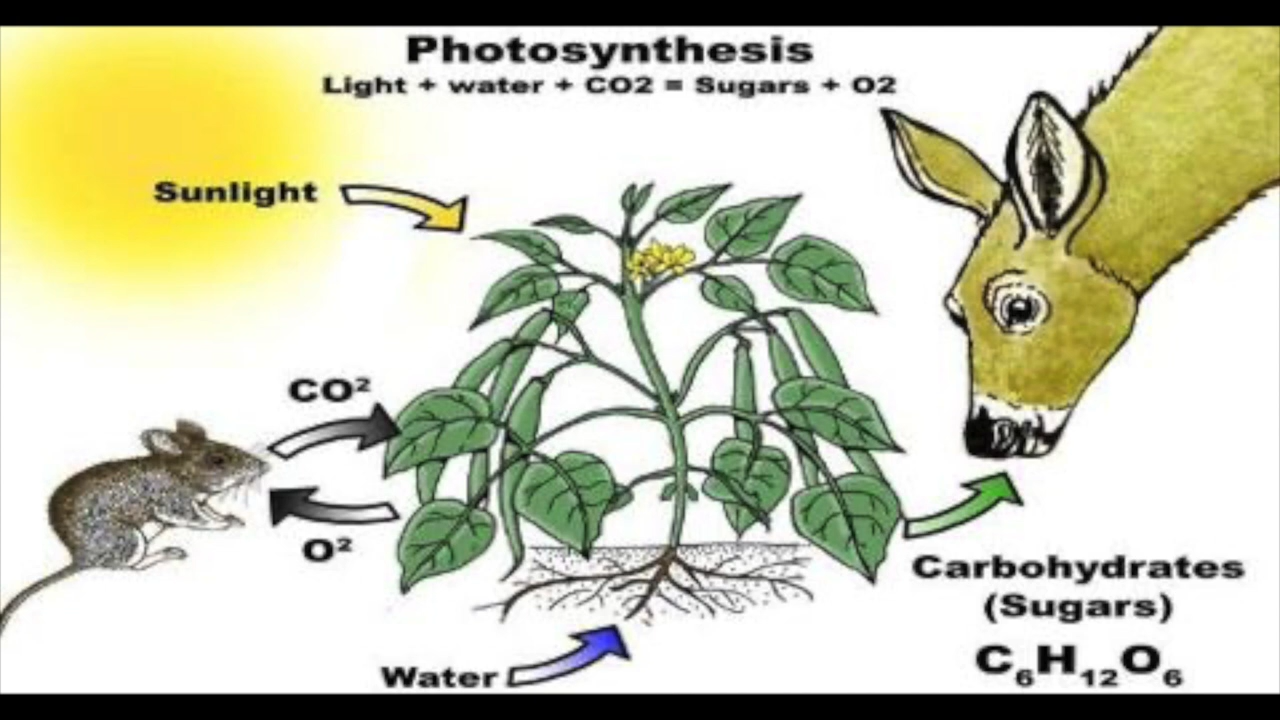 Photosynthesis
Light + water + CO2 = Sugars + O2
Sunlight
CO²
O²
Water
Carbohydrates
(Sugars)
C₆H₁₂O₆